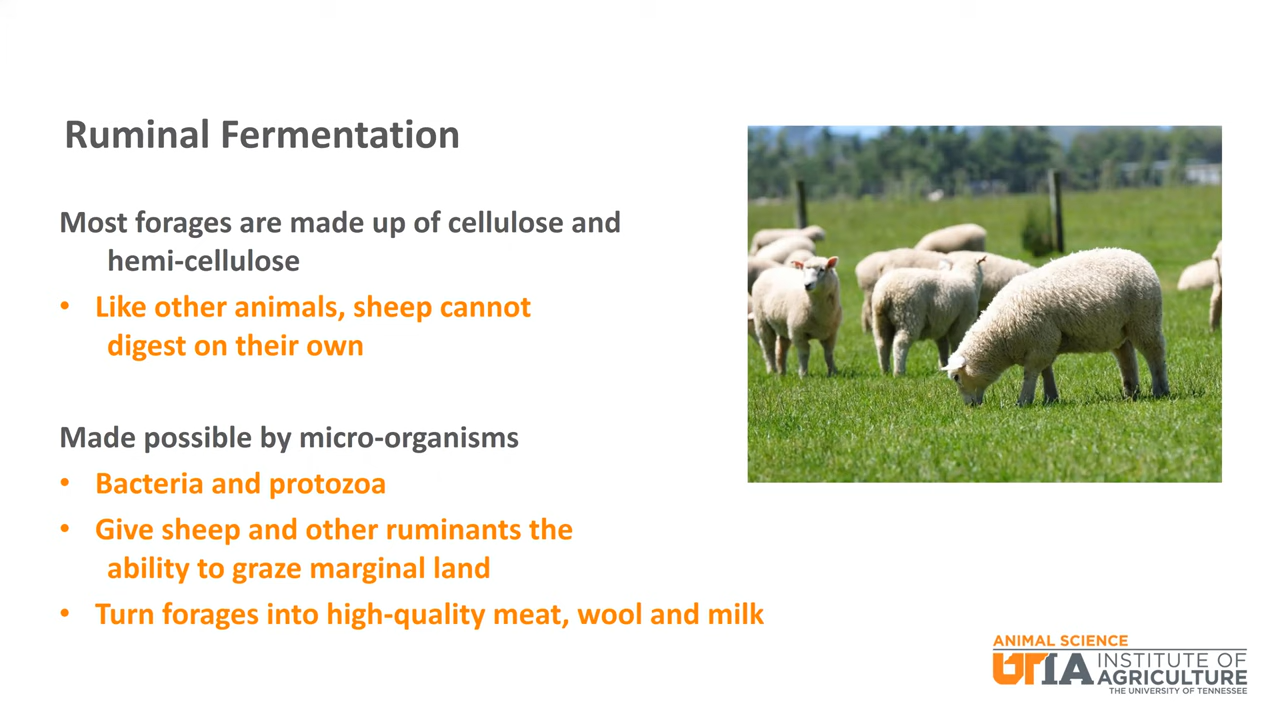 Ruminal Fermentation
Most forages are made up of cellulose and
hemi-cellulose
• Like other animals, sheep cannot
digest on their own
Made possible by micro-organisms
• Bacteria and protozoa
• Give sheep and other ruminants the
ability to graze marginal land
• Turn forages into high-quality meat, wool and milk
ANIMAL SCIENCE
UTIA INSTITUTE OF
AGRICULTURE
THE UNIVERSITY OF TENNESSEE